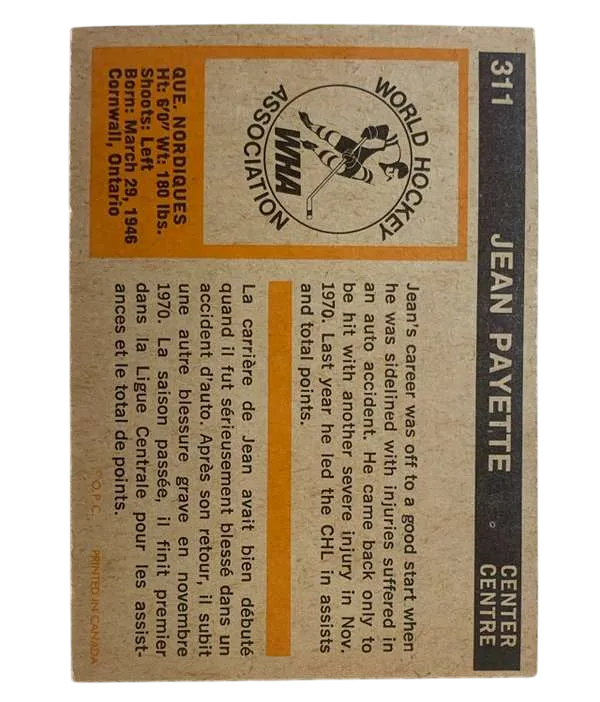 311
JEAN PAYETTE
CENTER
CENTRE
WORLD HOCKEY
ASSOCIATION
WHA
QUE. NORDIQUES
Ht: 6'0" Wt: 180 lbs.
Shoots: Left
Born: March 29, 1946
Cornwall, Ontario
Jean's career was off to a good start when
he was sidelined with injuries suffered in
an auto accident. He came back only to
be hit with another severe injury in Nov.
1970. Last year he led the CHL in assists
and total points.
La carrière de Jean avait bien débuté
quand il fut sérieusement blessé dans un
accident d'auto. Après son retour, il subit
une autre blessure grave en novembre
1970. La saison passée, il finit premier
dans la Ligue Centrale pour les assist-
ances et le total de points.
O.P.C. PRINTED IN CANADA